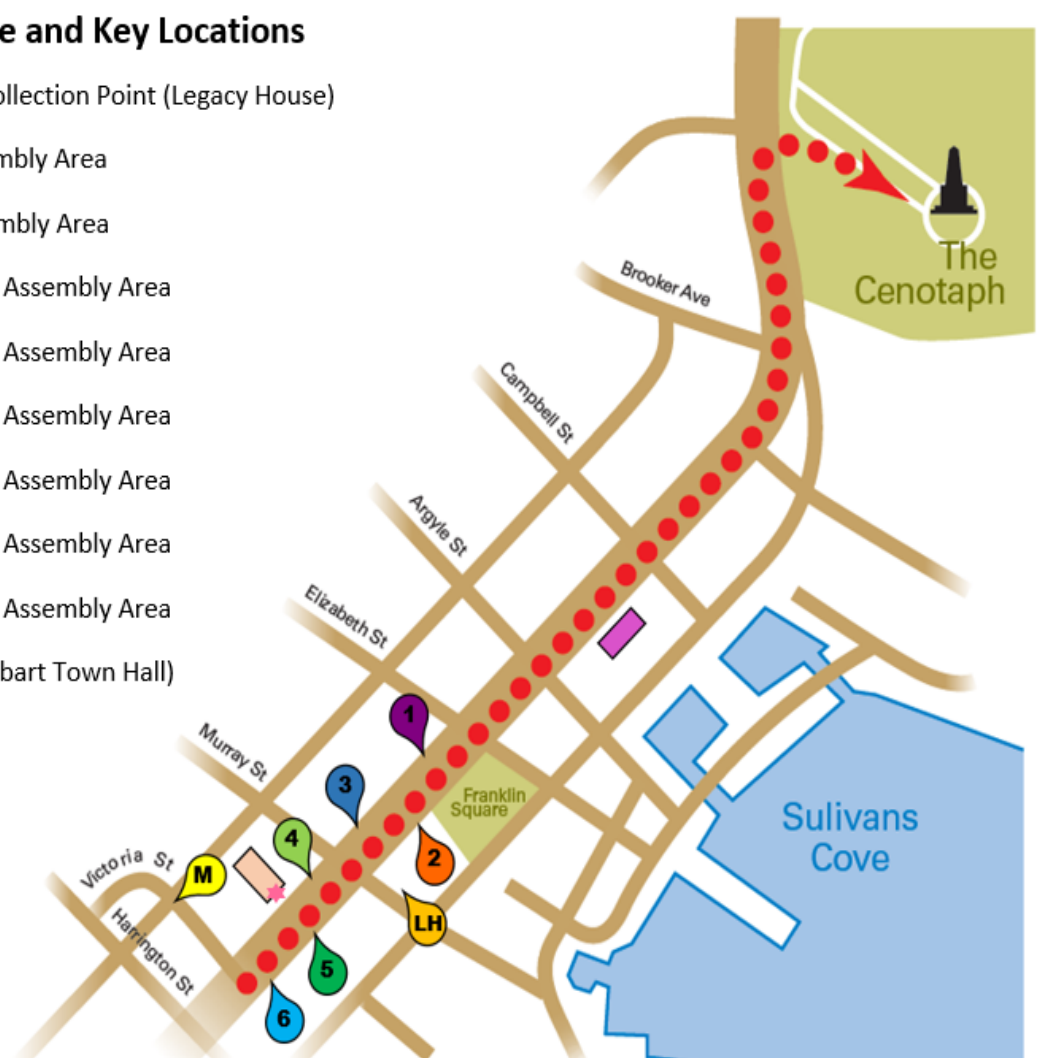 e and Key Locations
ollection Point (Legacy House)
mbly Area
mbly Area
Assembly Area
Assembly Area
Assembly Area
Assembly Area
Assembly Area
Assembly Area
bart Town Hall)
The
Cenotaph
Brooker Ave
Campbell St
Argyle St
Elizabeth St
Murray St
Victoria St
Harrington St
Franklin
Square
Sulivans
Cove
1
3
4
2
M
LH
5
6